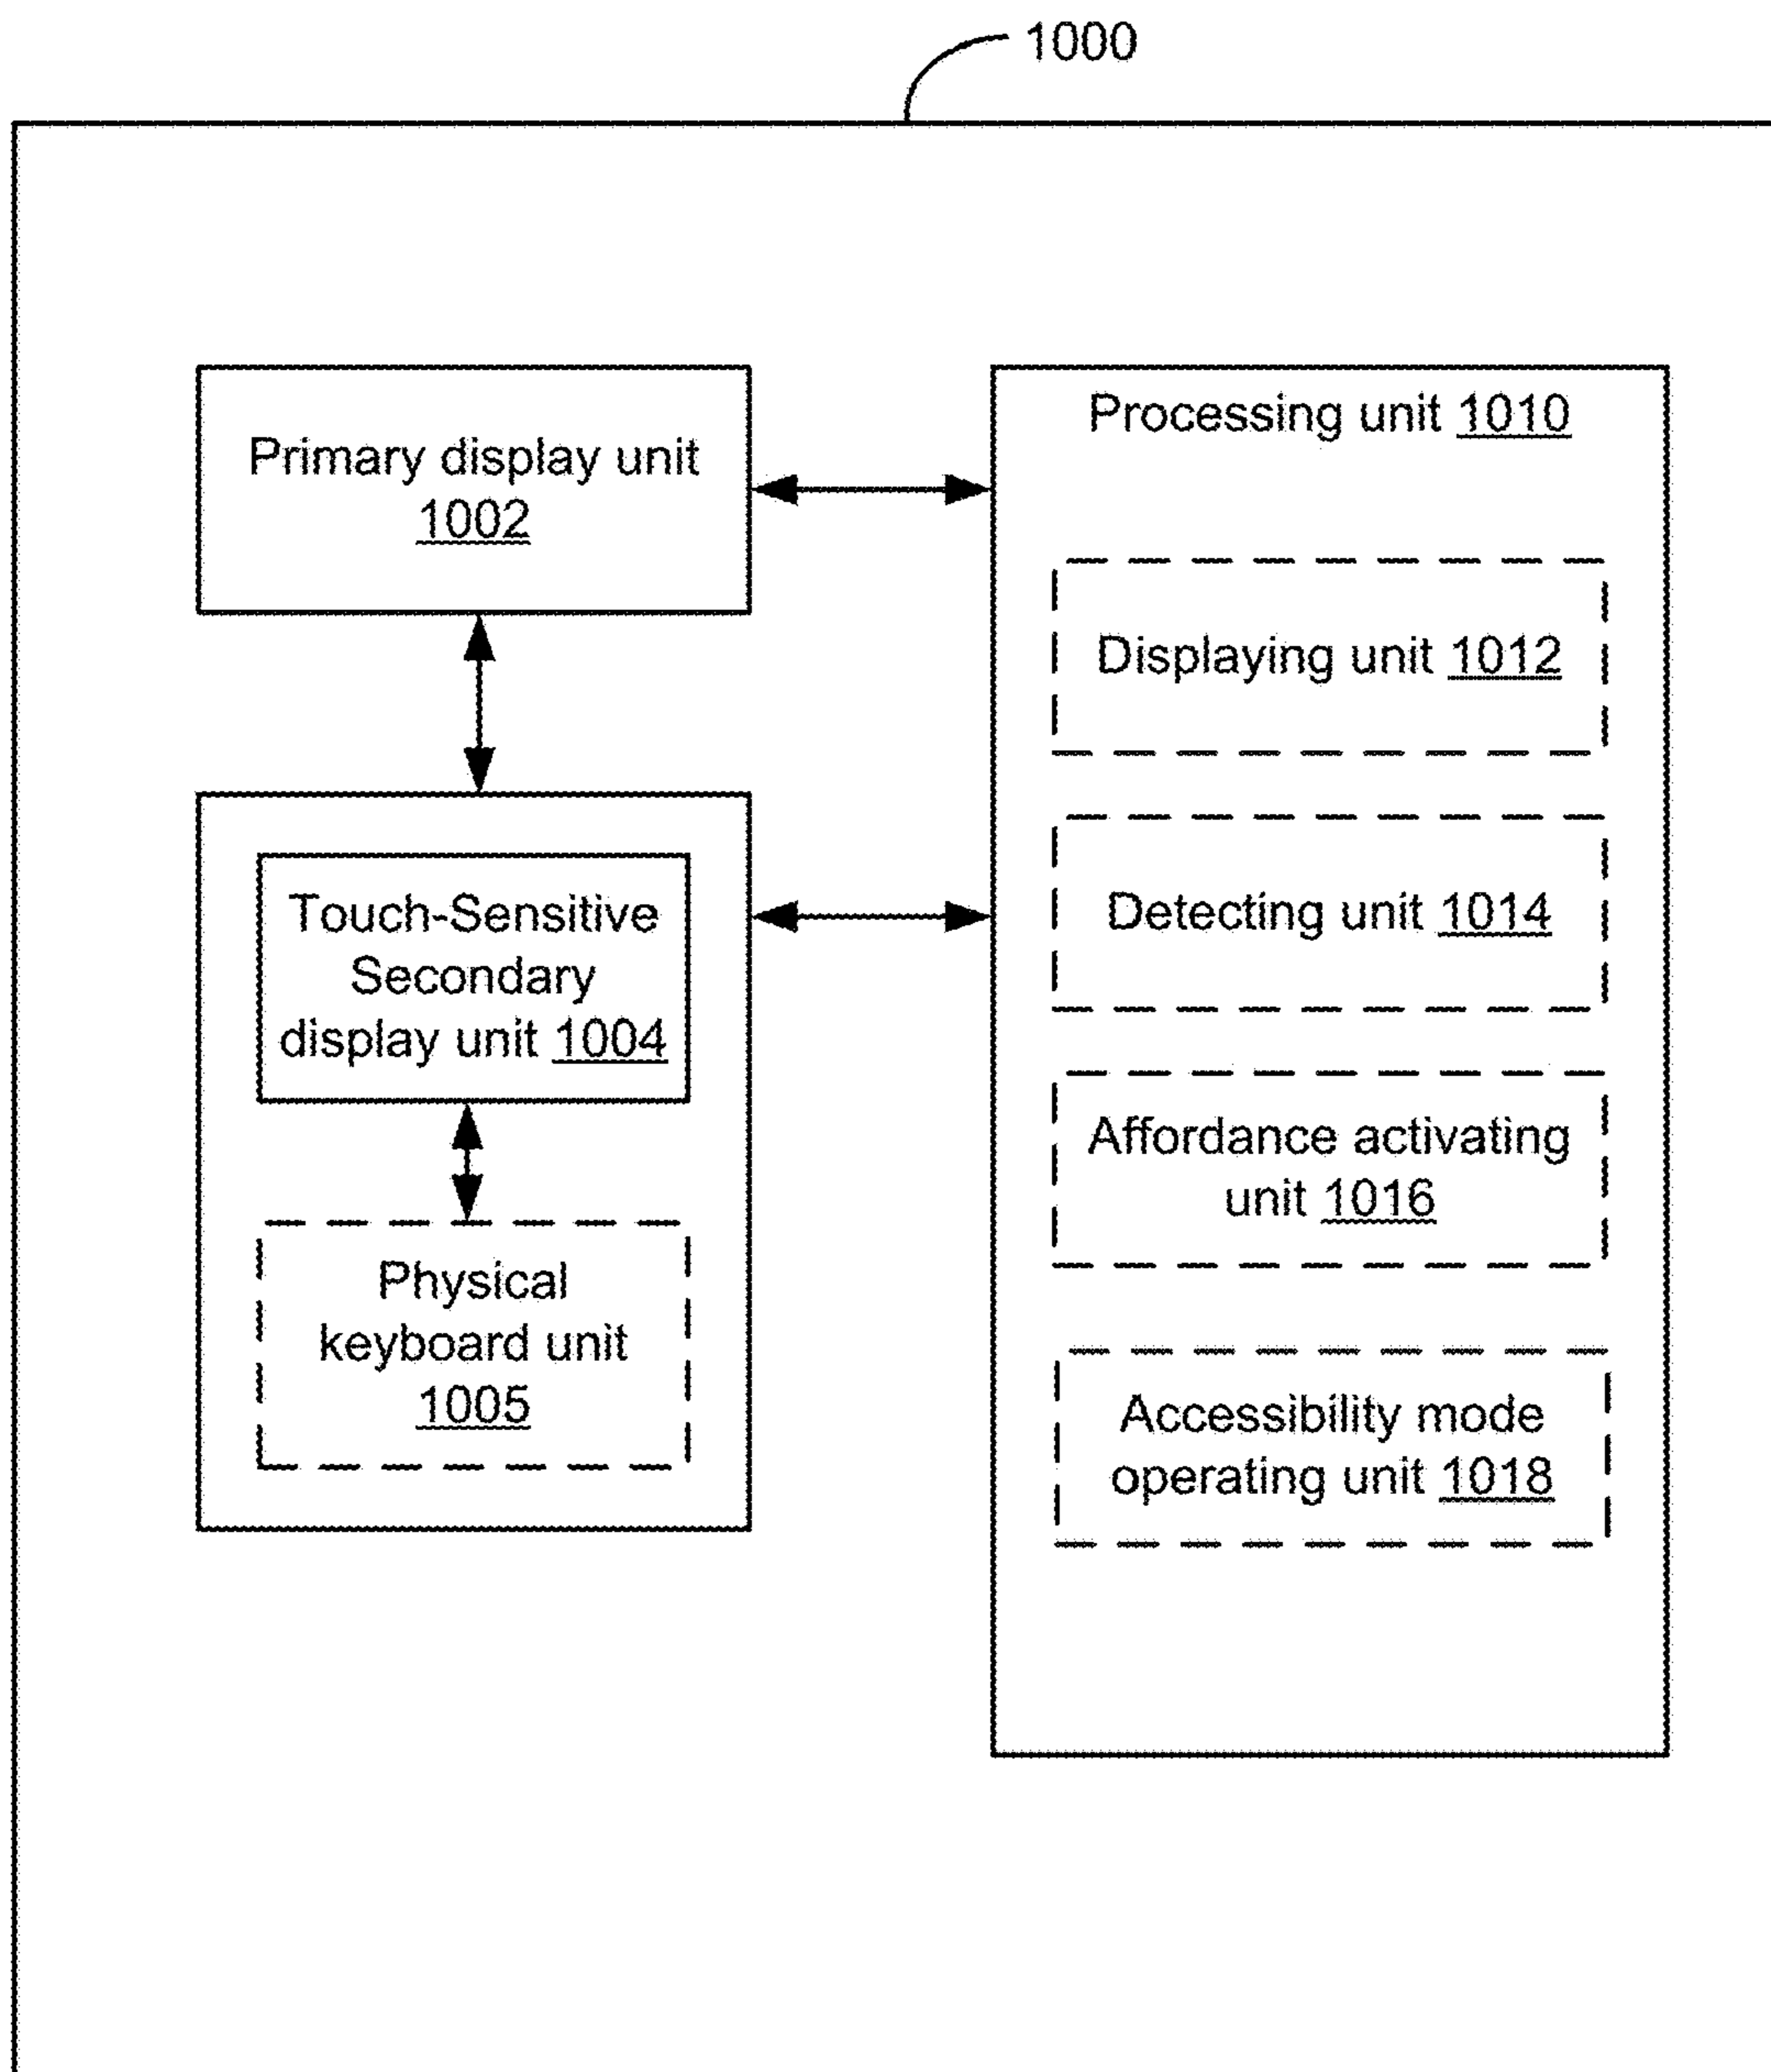 1000
Primary display unit
1002
Touch-Sensitive
Secondary
display unit 1004
Physical
keyboard unit
1005
Processing unit 1010
Displaying unit 1012
Detecting unit 1014
Affordance activating
unit 1016
Accessibility mode
operating unit 1018